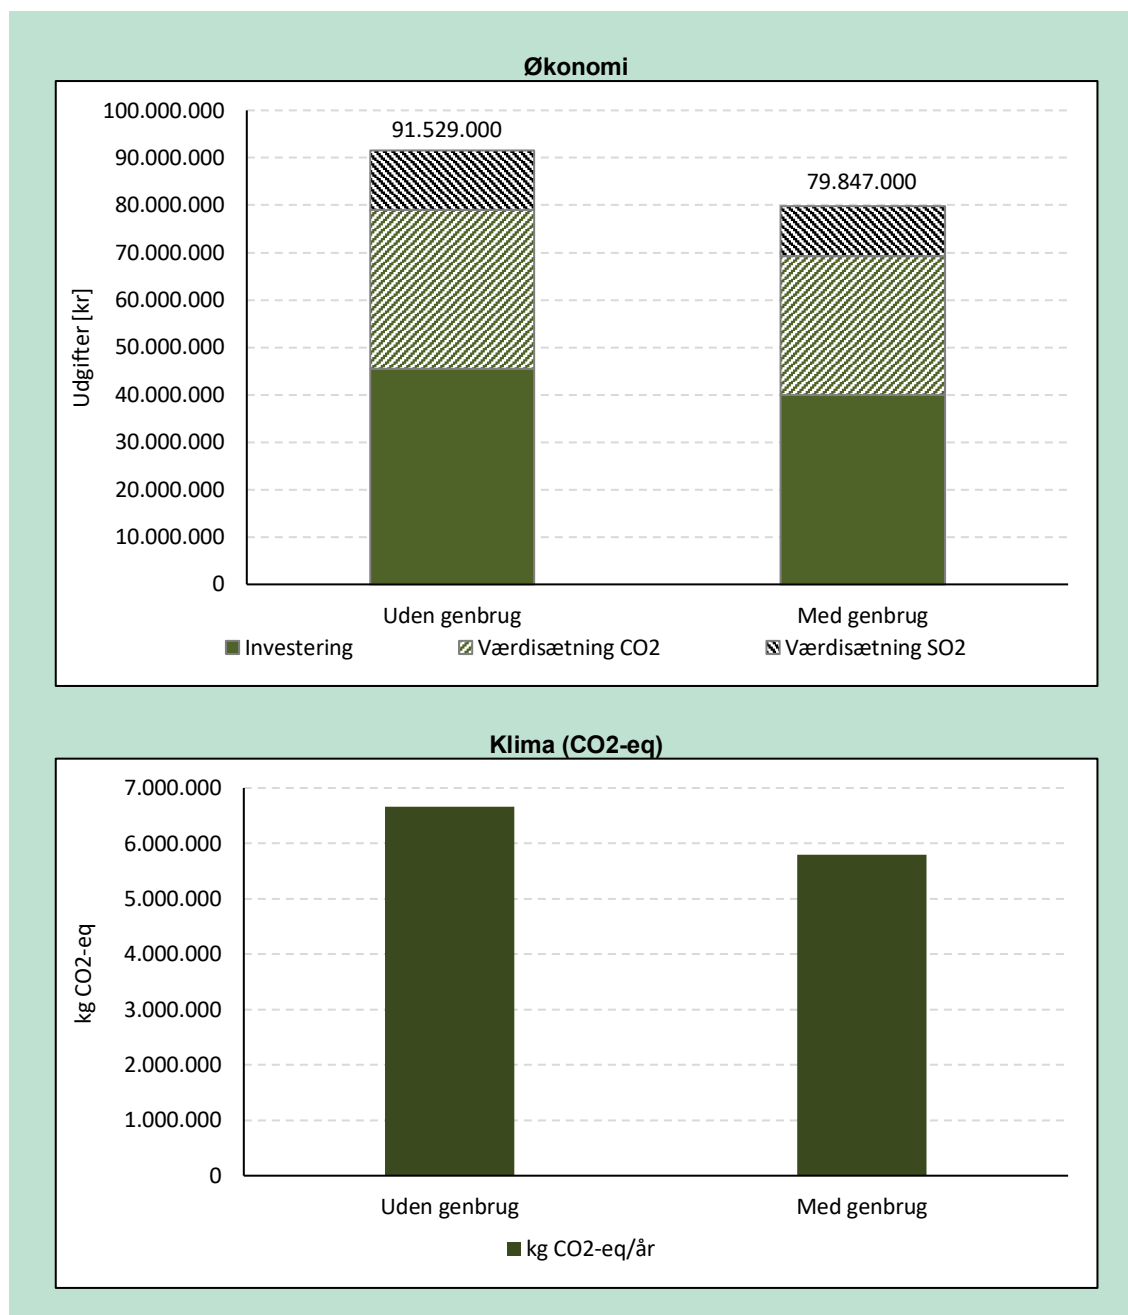 Økonomi
100.000.000
90.000.000
80.000.000
70.000.000
60.000.000
50.000.000
40.000.000
30.000.000
20.000.000
10.000.000
0
Udgifter [kr]
91.529.000
79.847.000
Uden genbrug
Med genbrug
Investering
Værdisætning CO2
Værdisætning SO2
Klima (CO2-eq)
7.000.000
6.000.000
5.000.000
4.000.000
3.000.000
2.000.000
1.000.000
0
kg CO2-eq
Uden genbrug
Med genbrug
kg CO2-eq/år